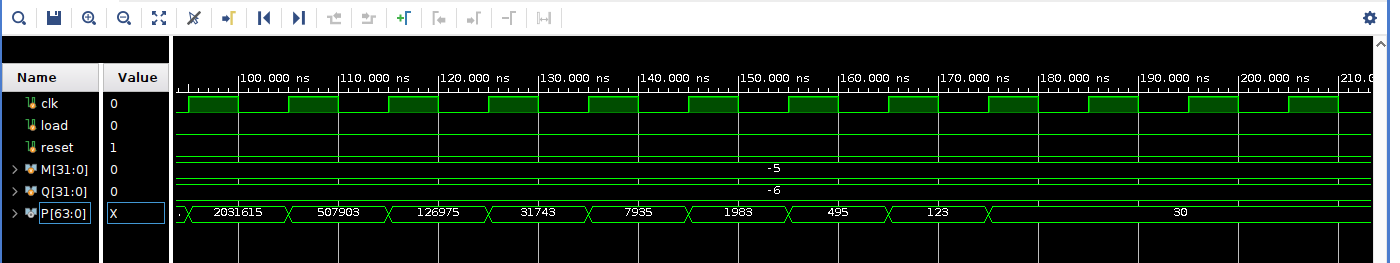 100.000 ns 110.000 ns 120.000 ns 130.000 ns 140.000 ns 150.000 ns 160.000 ns 170.000 ns 180.000 ns 190.000 ns 200.000 ns 210.0
Name Value
clk 0
load 0
reset 1
M[31:0] 0 -5
Q[31:0] 0 -6
P[63:0] X 2031615 507903 126975 31743 7935 1983 495 123 30